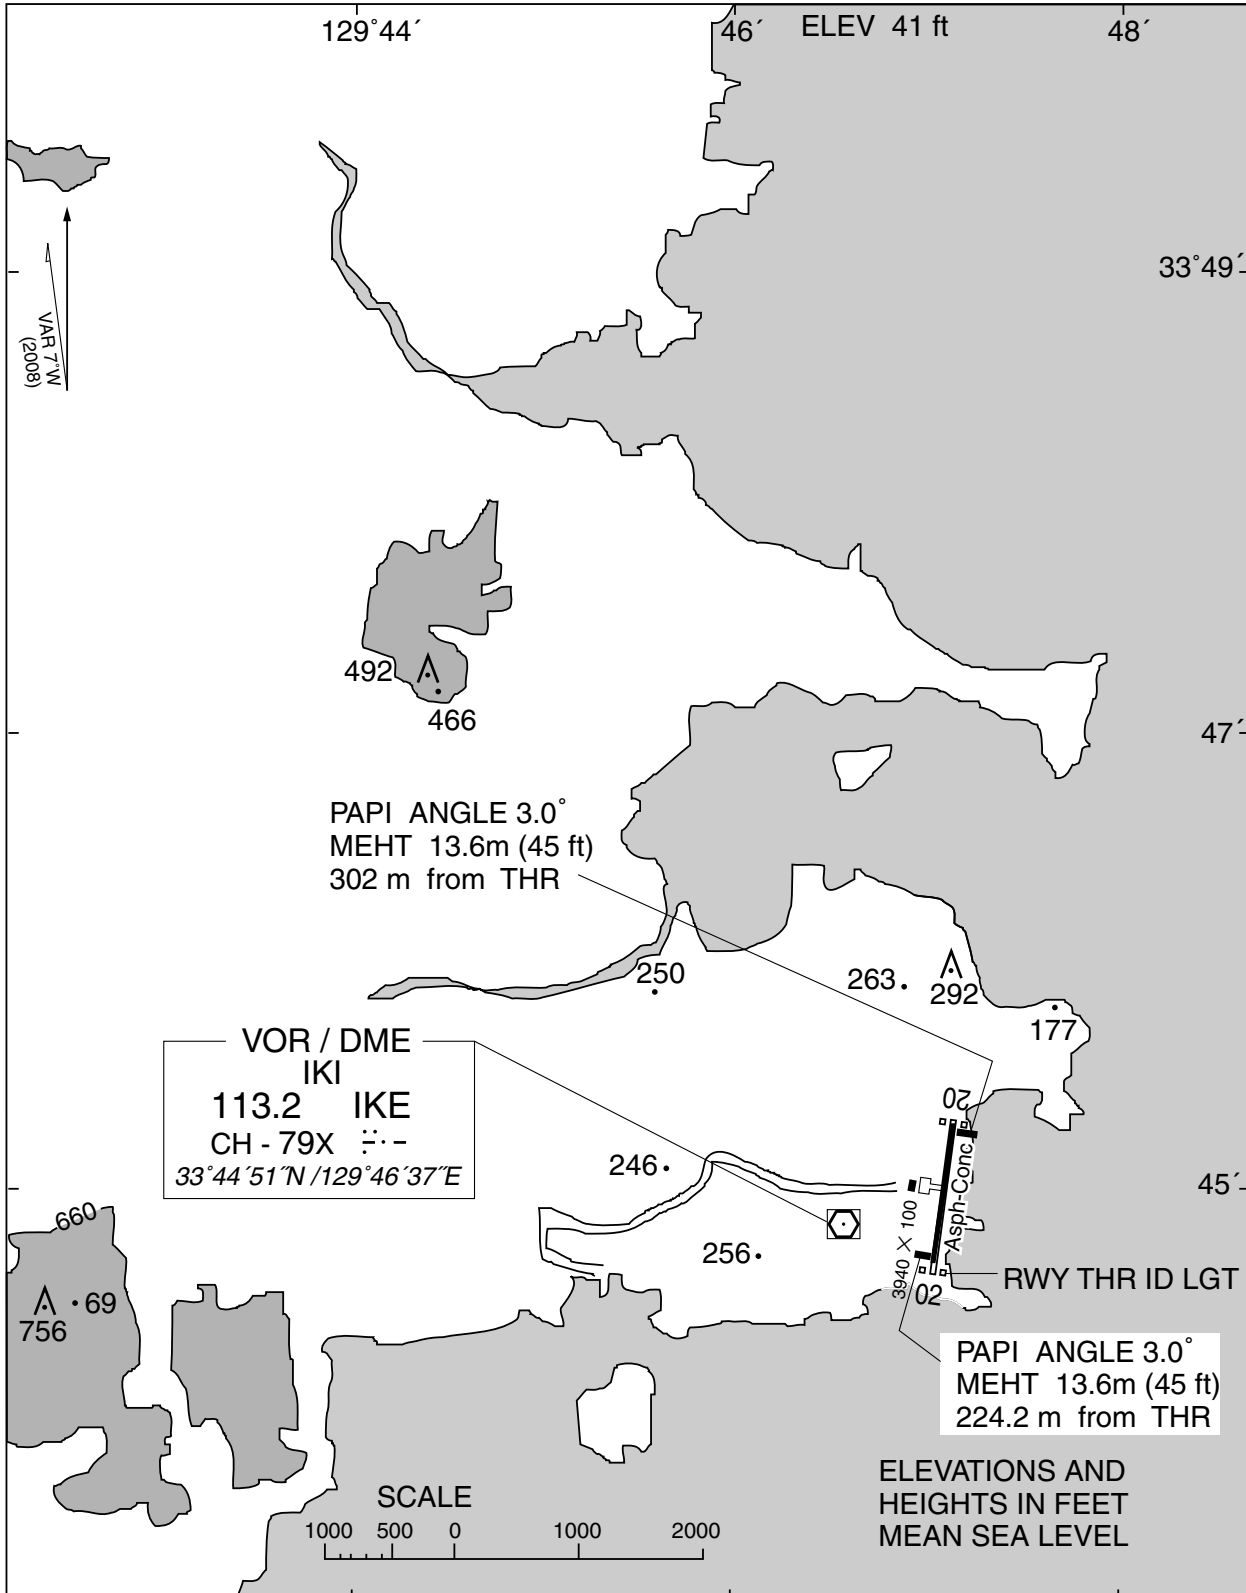 129°44´
46´
ELEV 41 ft
48´
33°49´
VAR 7°W
(2008)
492
466
47´
PAPI ANGLE 3.0°
MEHT 13.6m (45 ft)
302 m from THR
250
263
292
177
VOR / DME
IKI
113.2 IKE
CH - 79X
33°44´51˝N /129°46´37˝E
20
246
45´
Asph-Conc
3940 × 100
660
256
69
756
RWY THR ID LGT
02
PAPI ANGLE 3.0°
MEHT 13.6m (45 ft)
224.2 m from THR
ELEVATIONS AND
HEIGHTS IN FEET
MEAN SEA LEVEL
SCALE
1000 500 0 1000 2000